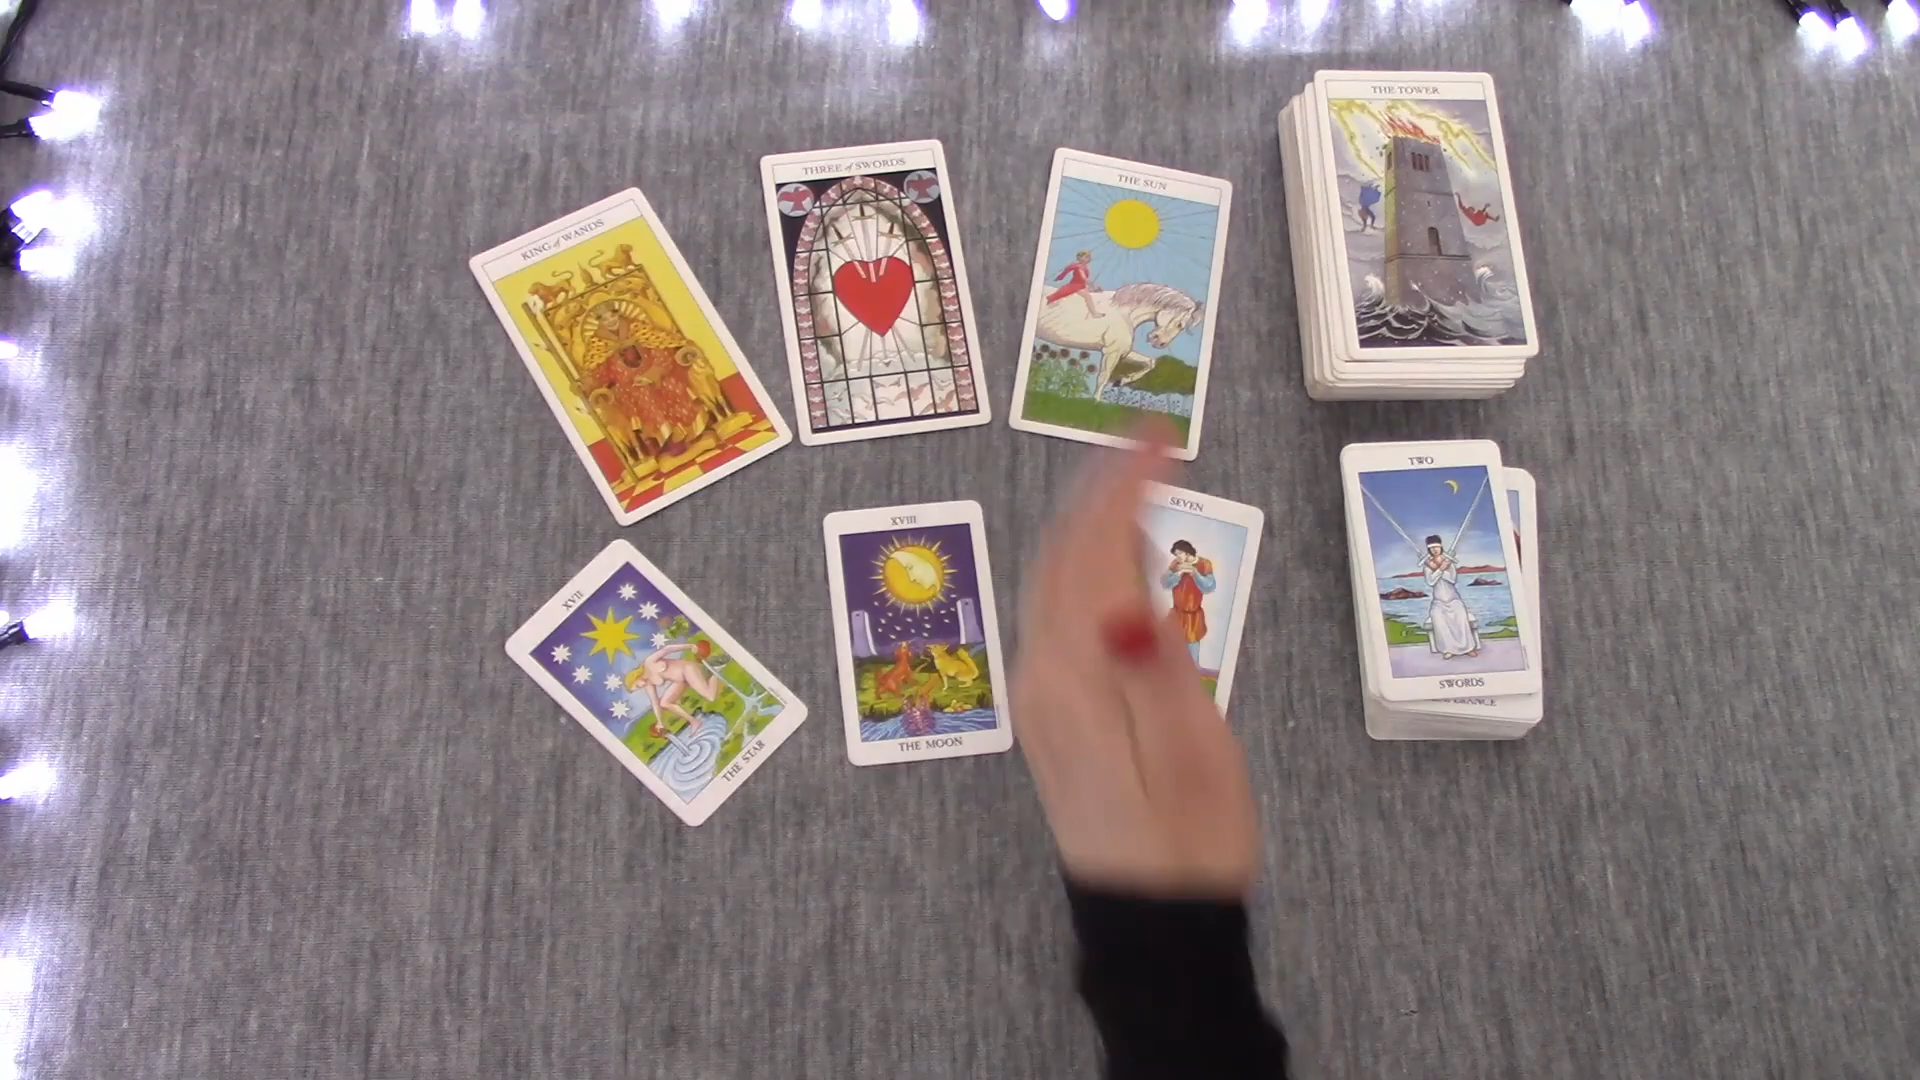 KING of WANDS
THREE of SWORDS
THE SUN
THE TOWER
XVII
THE STAR
XVIII
THE MOON
SEVEN
TWO
SWORDS